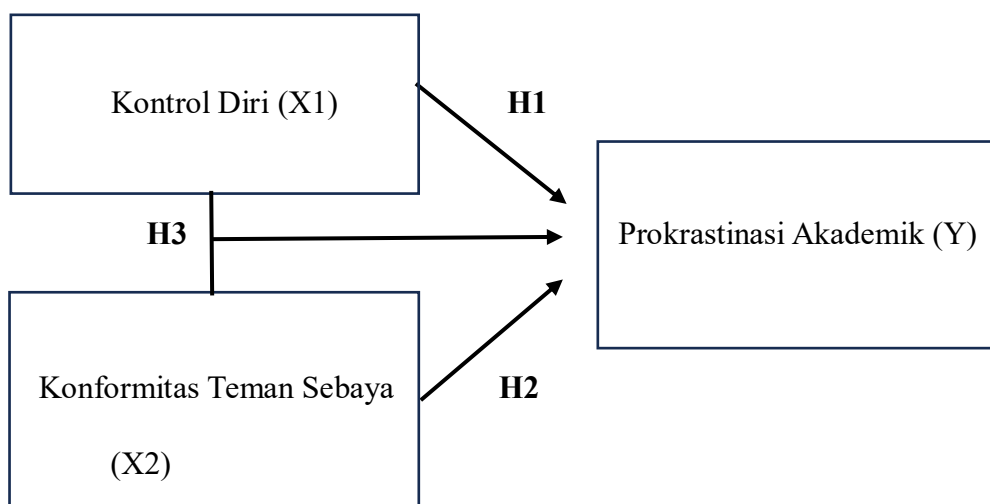 Kontrol Diri (X1)
H1
H3
Prokrastinasi Akademik (Y)
Konformitas Teman Sebaya
(X2)
H2